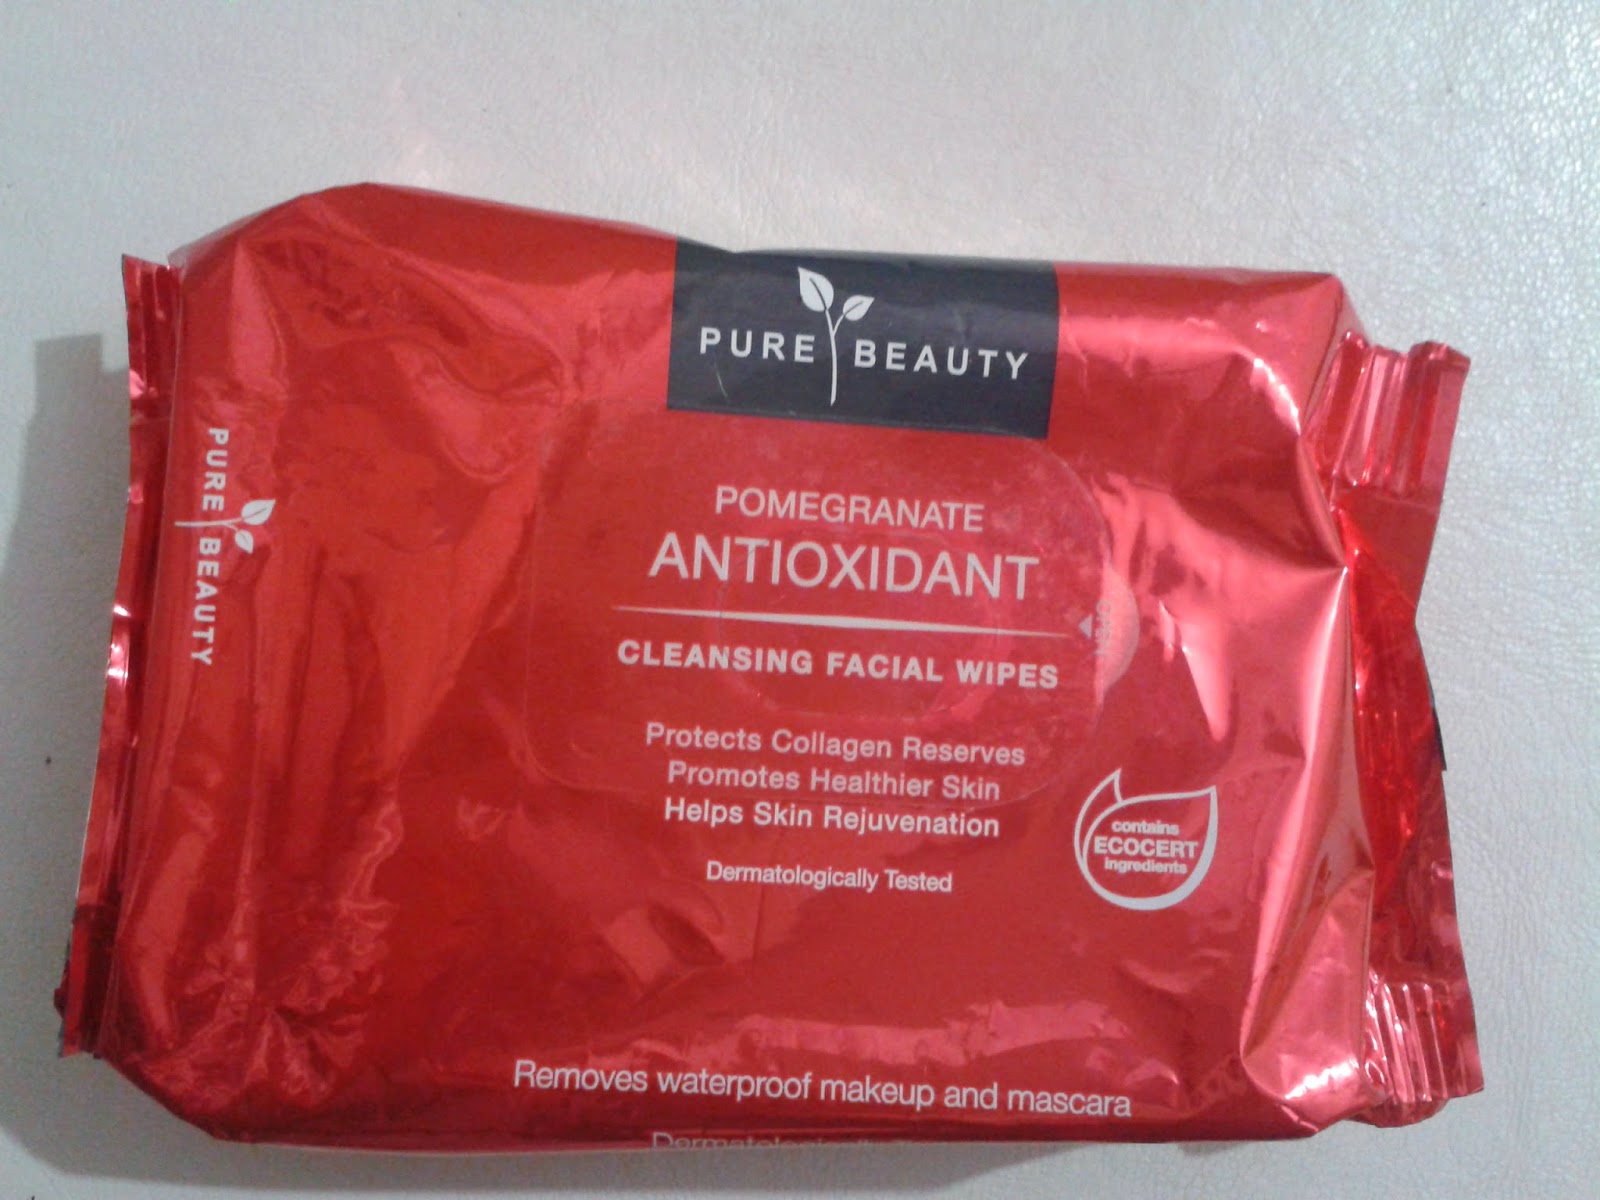 PURE BEAUTY
PURE BEAUTY
POMEGRANATE
ANTIOXIDANT
OPEN
CLEANSING FACIAL WIPES
Protects Collagen Reserves
Promotes Healthier Skin
Helps Skin Rejuvenation
Dermatologically Tested
contains
ECOCERT
ingredients
Removes waterproof makeup and mascara